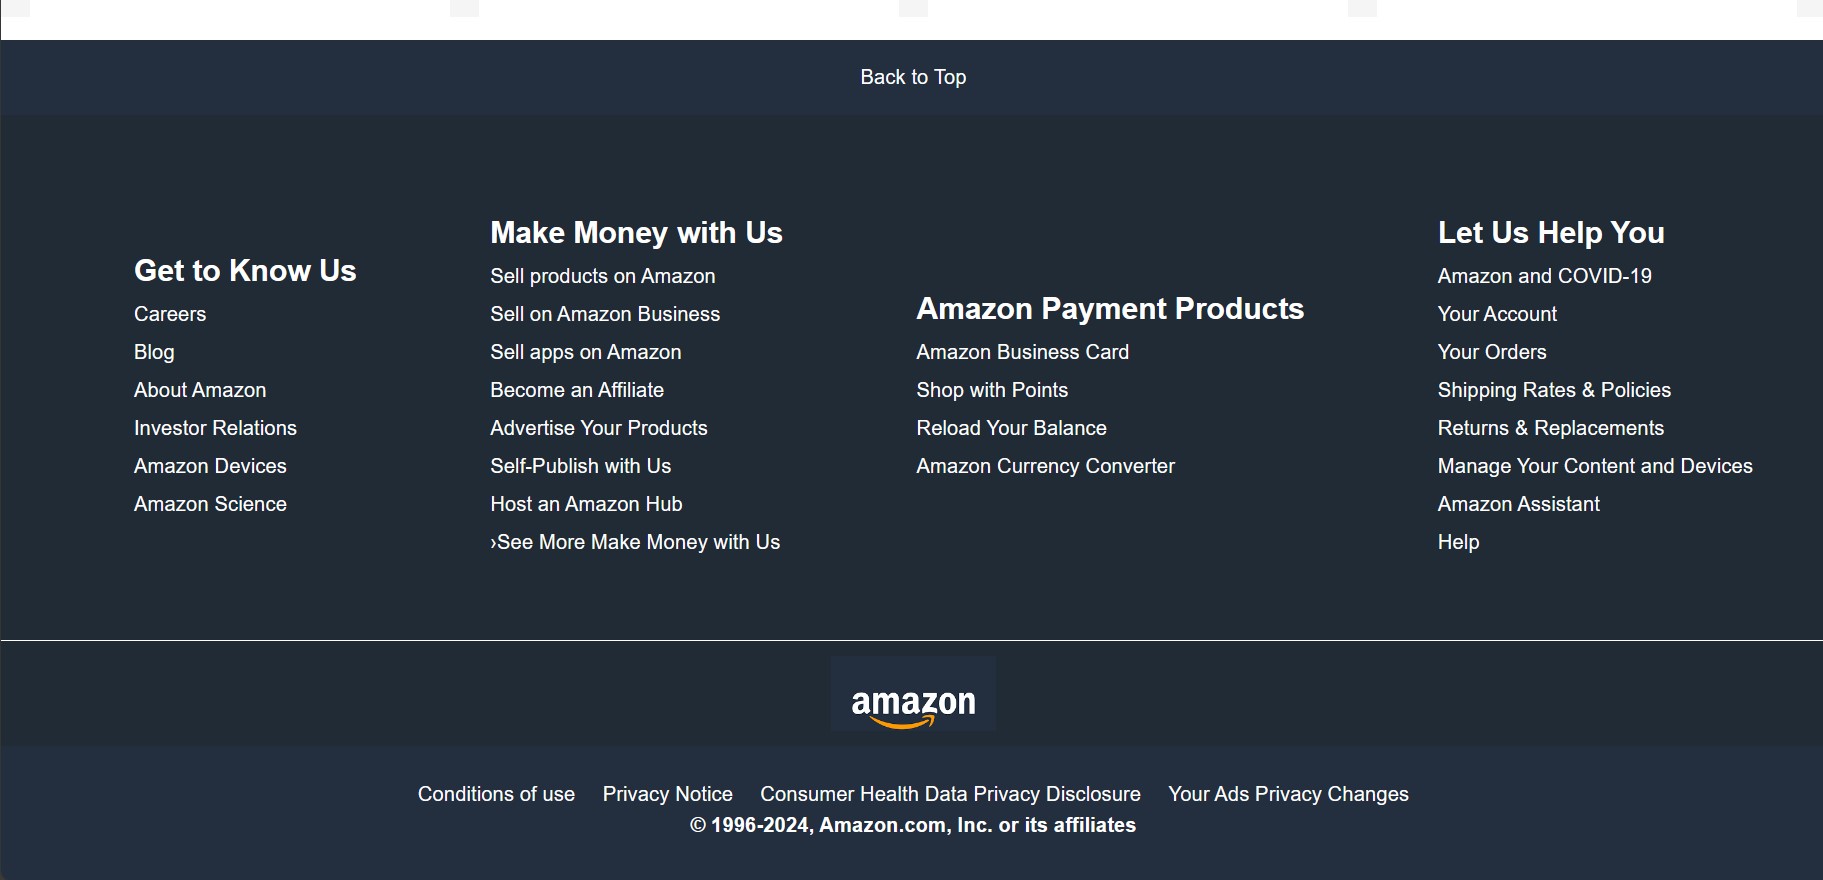 Back to Top
Get to Know Us
Careers
Blog
About Amazon
Investor Relations
Amazon Devices
Amazon Science
Make Money with Us
Sell products on Amazon
Sell on Amazon Business
Sell apps on Amazon
Become an Affiliate
Advertise Your Products
Self-Publish with Us
Host an Amazon Hub
›See More Make Money with Us
Amazon Payment Products
Amazon Business Card
Shop with Points
Reload Your Balance
Amazon Currency Converter
Let Us Help You
Amazon and COVID-19
Your Account
Your Orders
Shipping Rates & Policies
Returns & Replacements
Manage Your Content and Devices
Amazon Assistant
Help
amazon
Conditions of use Privacy Notice Consumer Health Data Privacy Disclosure Your Ads Privacy Changes
© 1996-2024, Amazon.com, Inc. or its affiliates